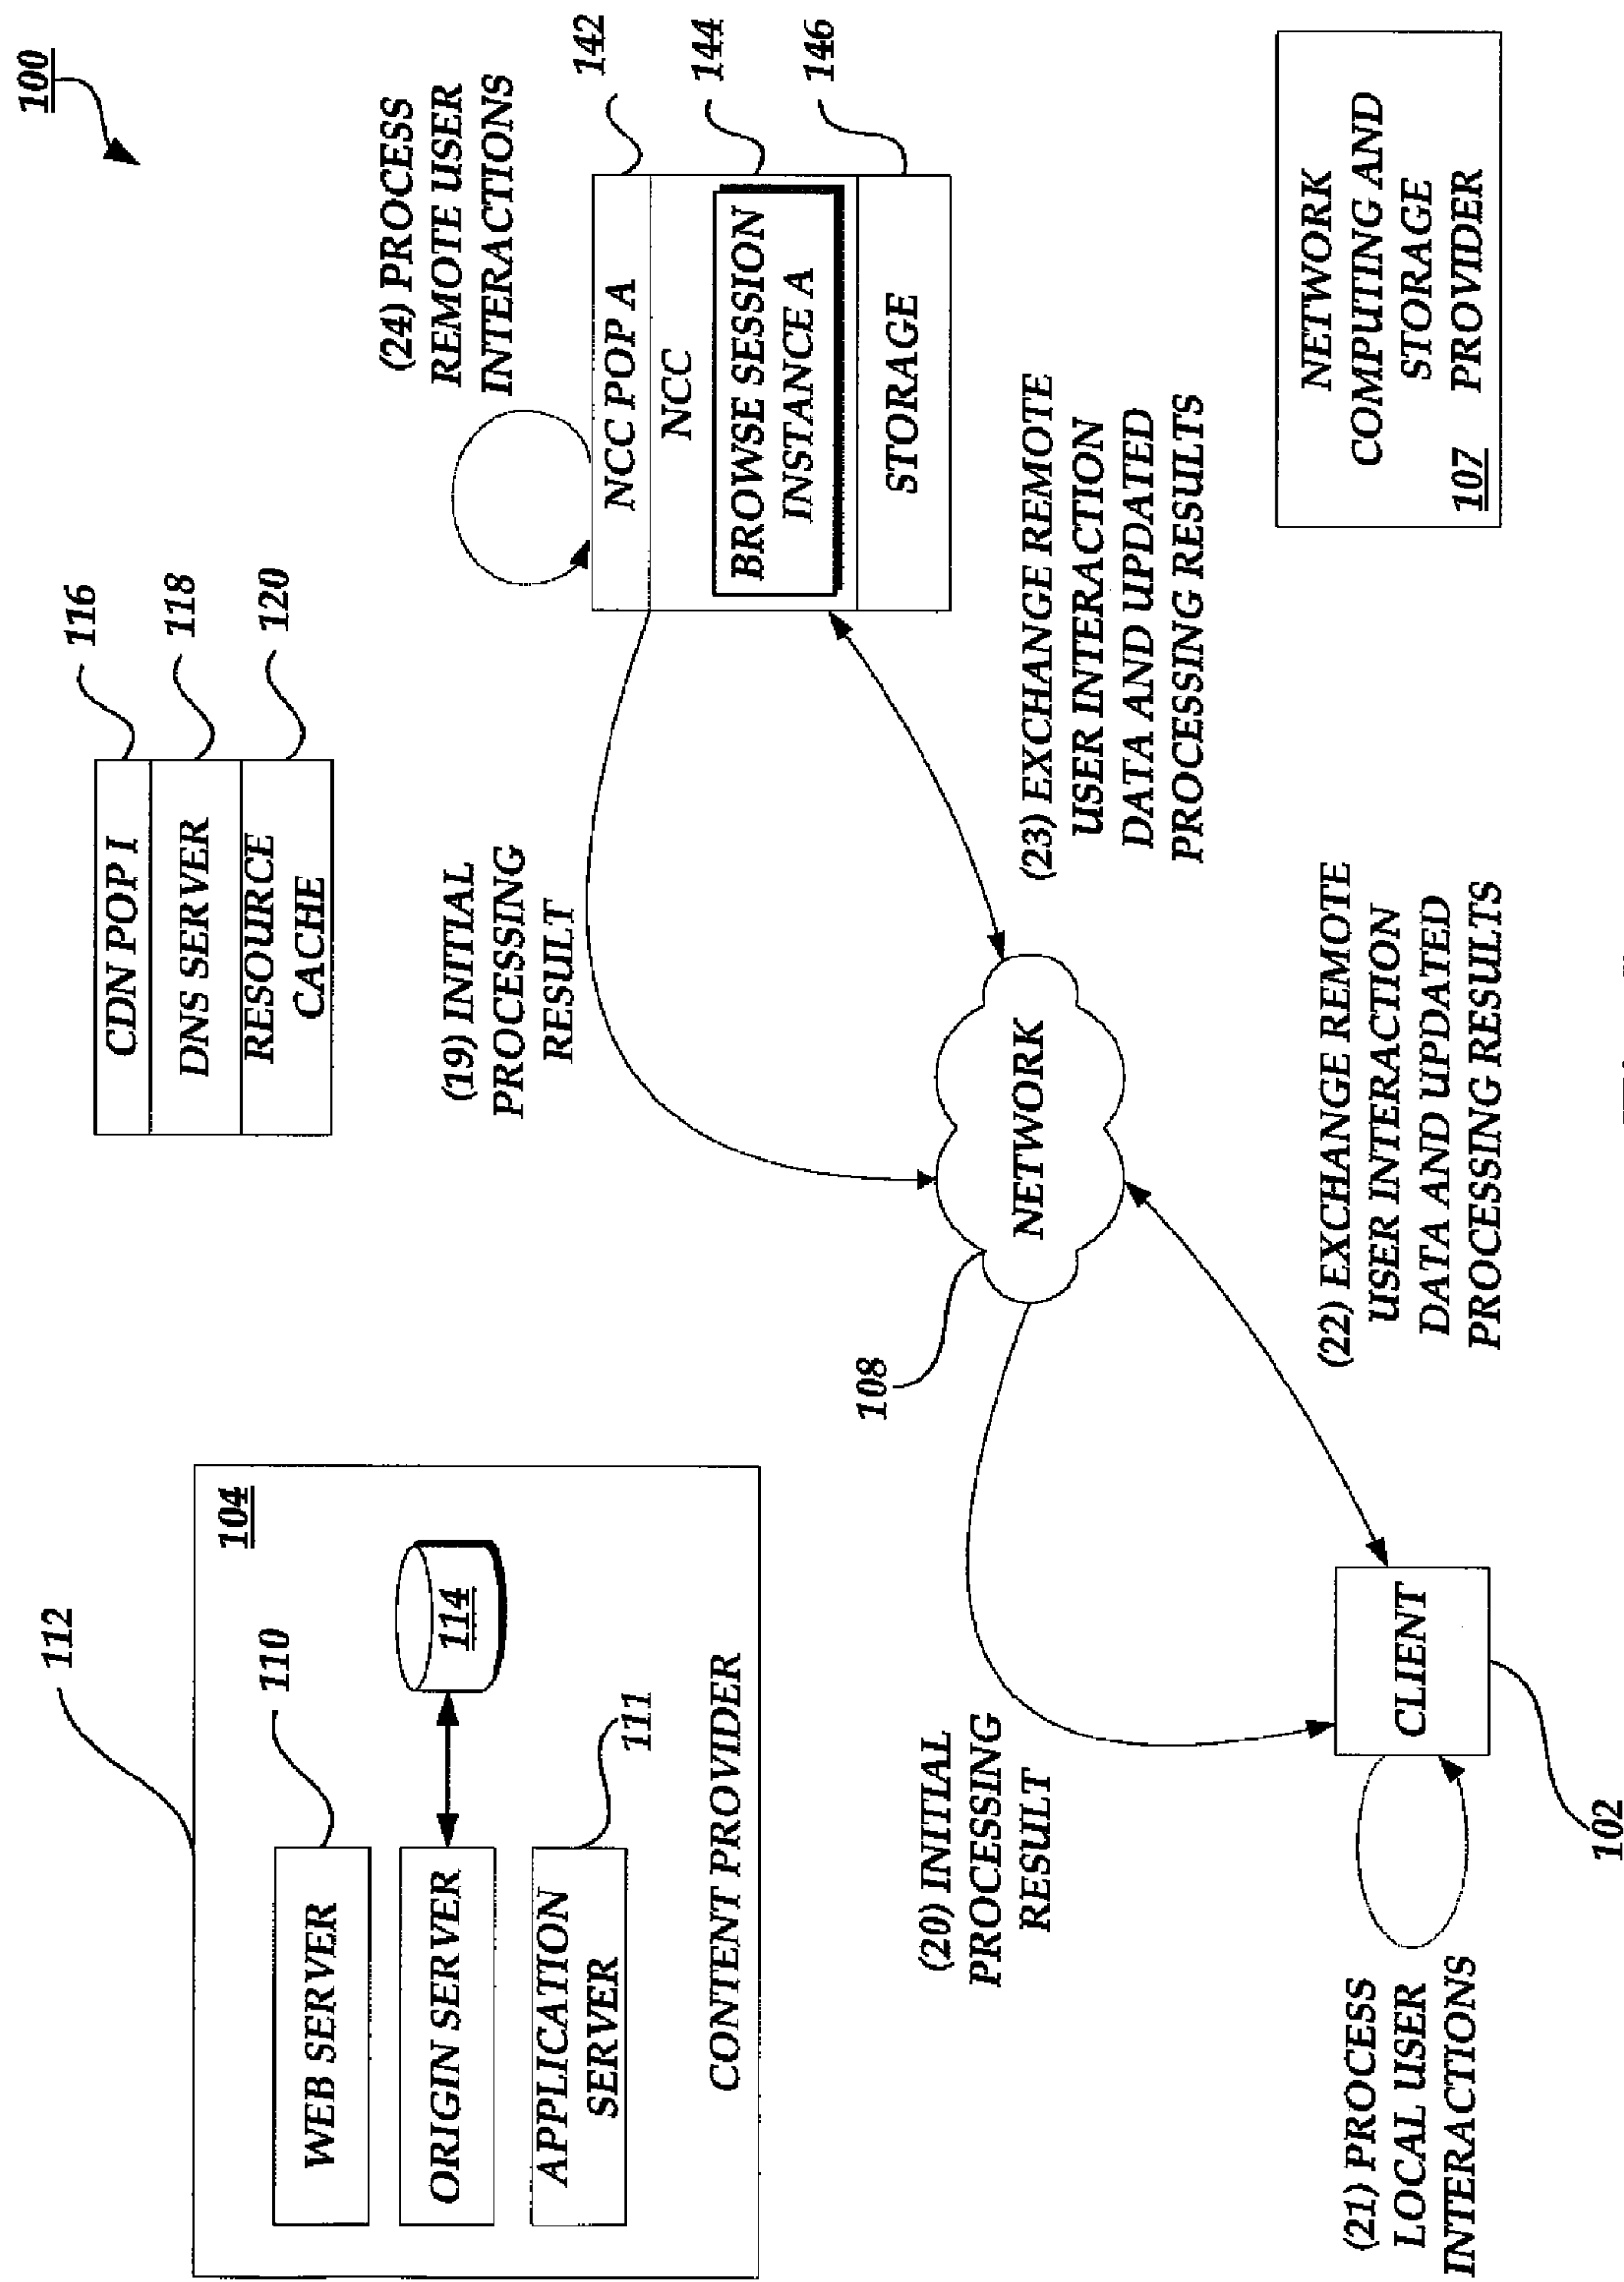 100
112
104
110
WEB SERVER
ORIGIN SERVER
114
APPLICATION
SERVER
111
CONTENT PROVIDER
CDN POP I
DNS SERVER
RESOURCE
CACHE
116
118
120
(19) INITIAL
PROCESSING
RESULT
(24) PROCESS
REMOTE USER
INTERACTIONS
142
144
146
NCC POP A
NCC
BROWSE SESSION
INSTANCE A
STORAGE
108
NETWORK
(20) INITIAL
PROCESSING
RESULT
(23) EXCHANGE REMOTE
USER INTERACTION
DATA AND UPDATED
PROCESSING RESULTS
(21) PROCESS
LOCAL USER
INTERACTIONS
CLIENT
102
(22) EXCHANGE REMOTE
USER INTERACTION
DATA AND UPDATED
PROCESSING RESULTS
NETWORK
COMPUTING AND
STORAGE
PROVIDER
107